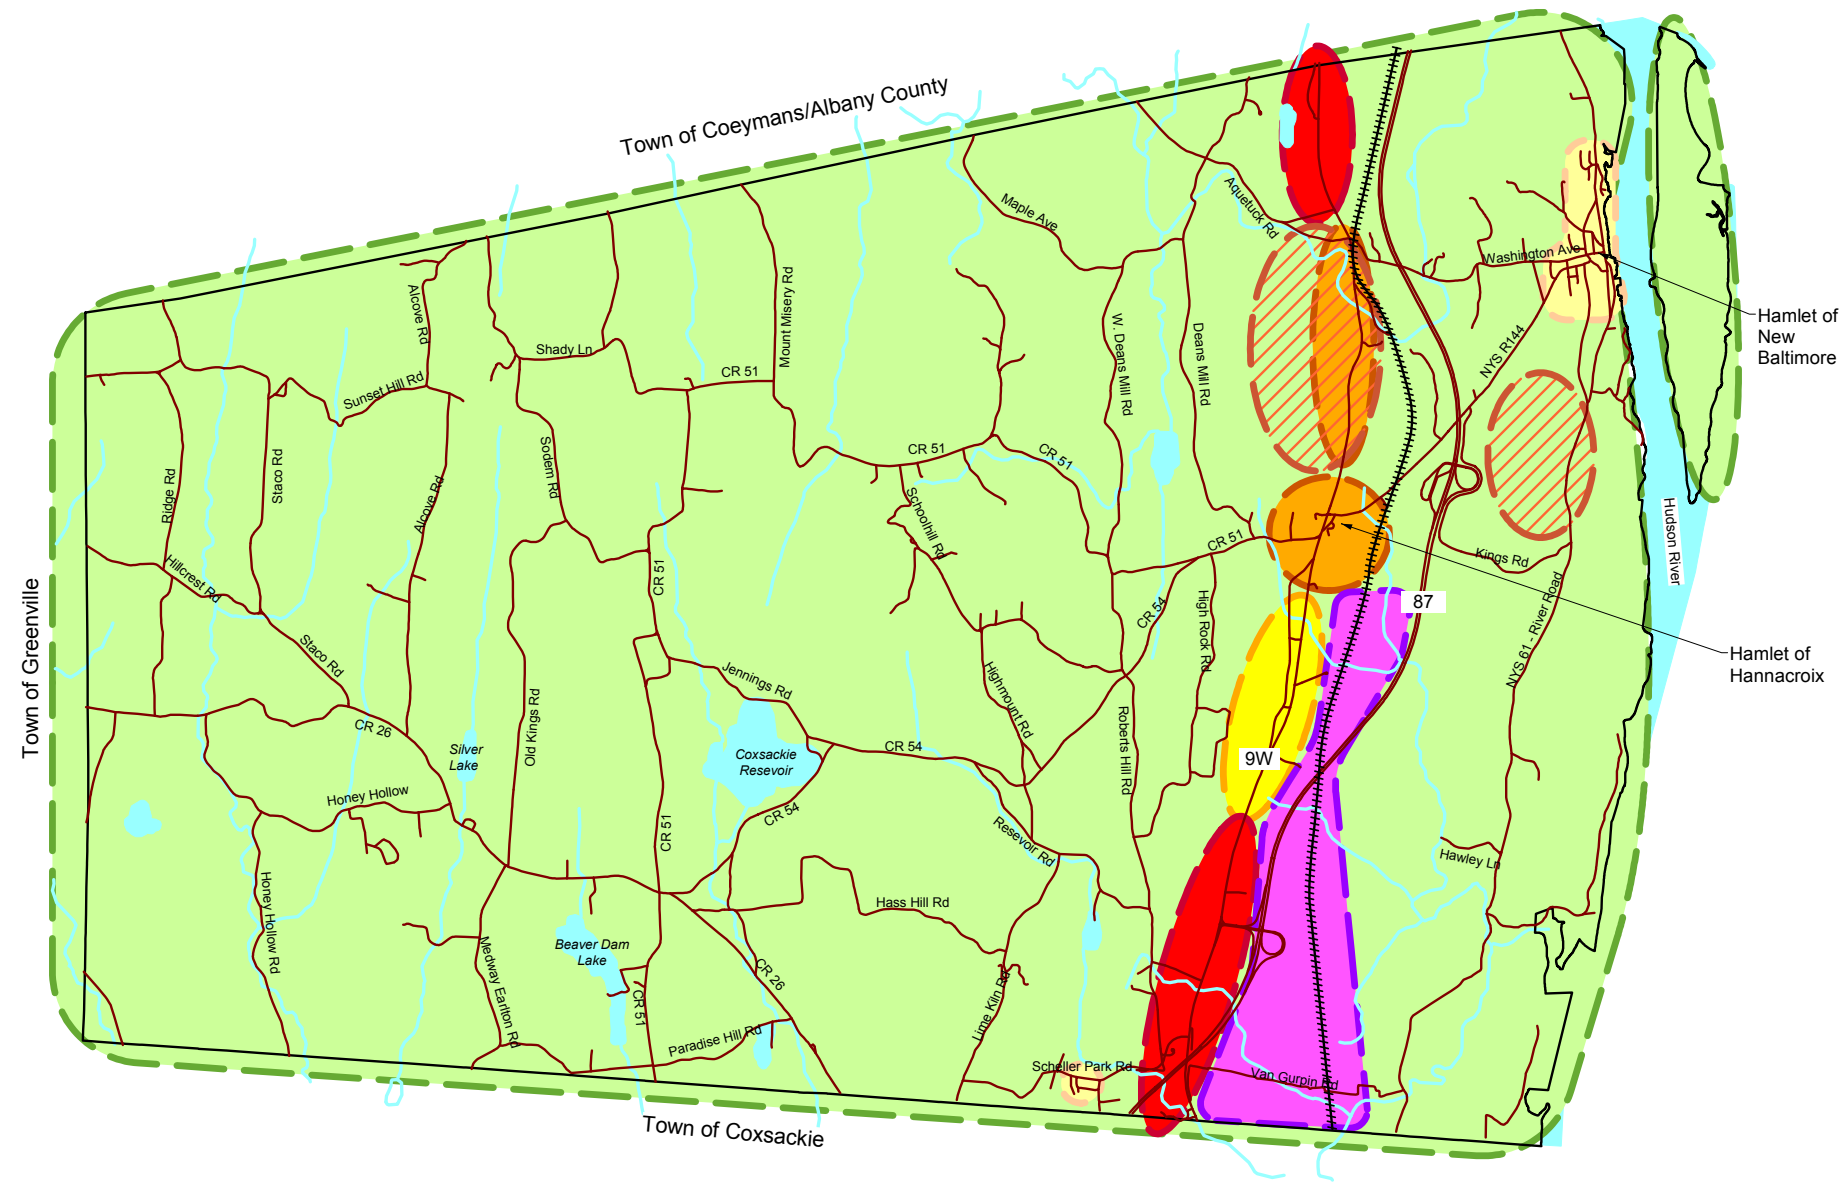 Town of Coeymans/Albany County
Maple Ave
Aquetuck Rd
Washington Ave
Alcove Rd
Mount Misery Rd
W. Deans Mill Rd
Deans Mill Rd
NYS R144
Hamlet of
New
Baltimore
Shady Ln
Sunset Hill Rd
CR 51
CR 51
CR 51
Ridge Rd
Staco Rd
Alcove Rd
Sodem Rd
Schoolhill Rd
CR 51
Kings Rd
Hudson River
Hillcrest Rd
CR 51
CR 54
High Rock Rd
87
NYS 61 - River Road
Town of Greenville
Staco Rd
Jennings Rd
Highmount Rd
Hamlet of
Hannacroix
CR 26
Old Kings Rd
Silver
Lake
Coxsackie
Resevoir
CR 54
Roberts Hill Rd
9W
Honey Hollow
CR 51
CR 54
Resevoir Rd
Hawley Ln
Honey Hollow Rd
Hass Hill Rd
Medway Earlton Rd
Beaver Dam
Lake
CR 51
CR 26
Lime Kiln Rd
Paradise Hill Rd
Scheller Park Rd
Van Gurpin Rd
Town of Coxsackie